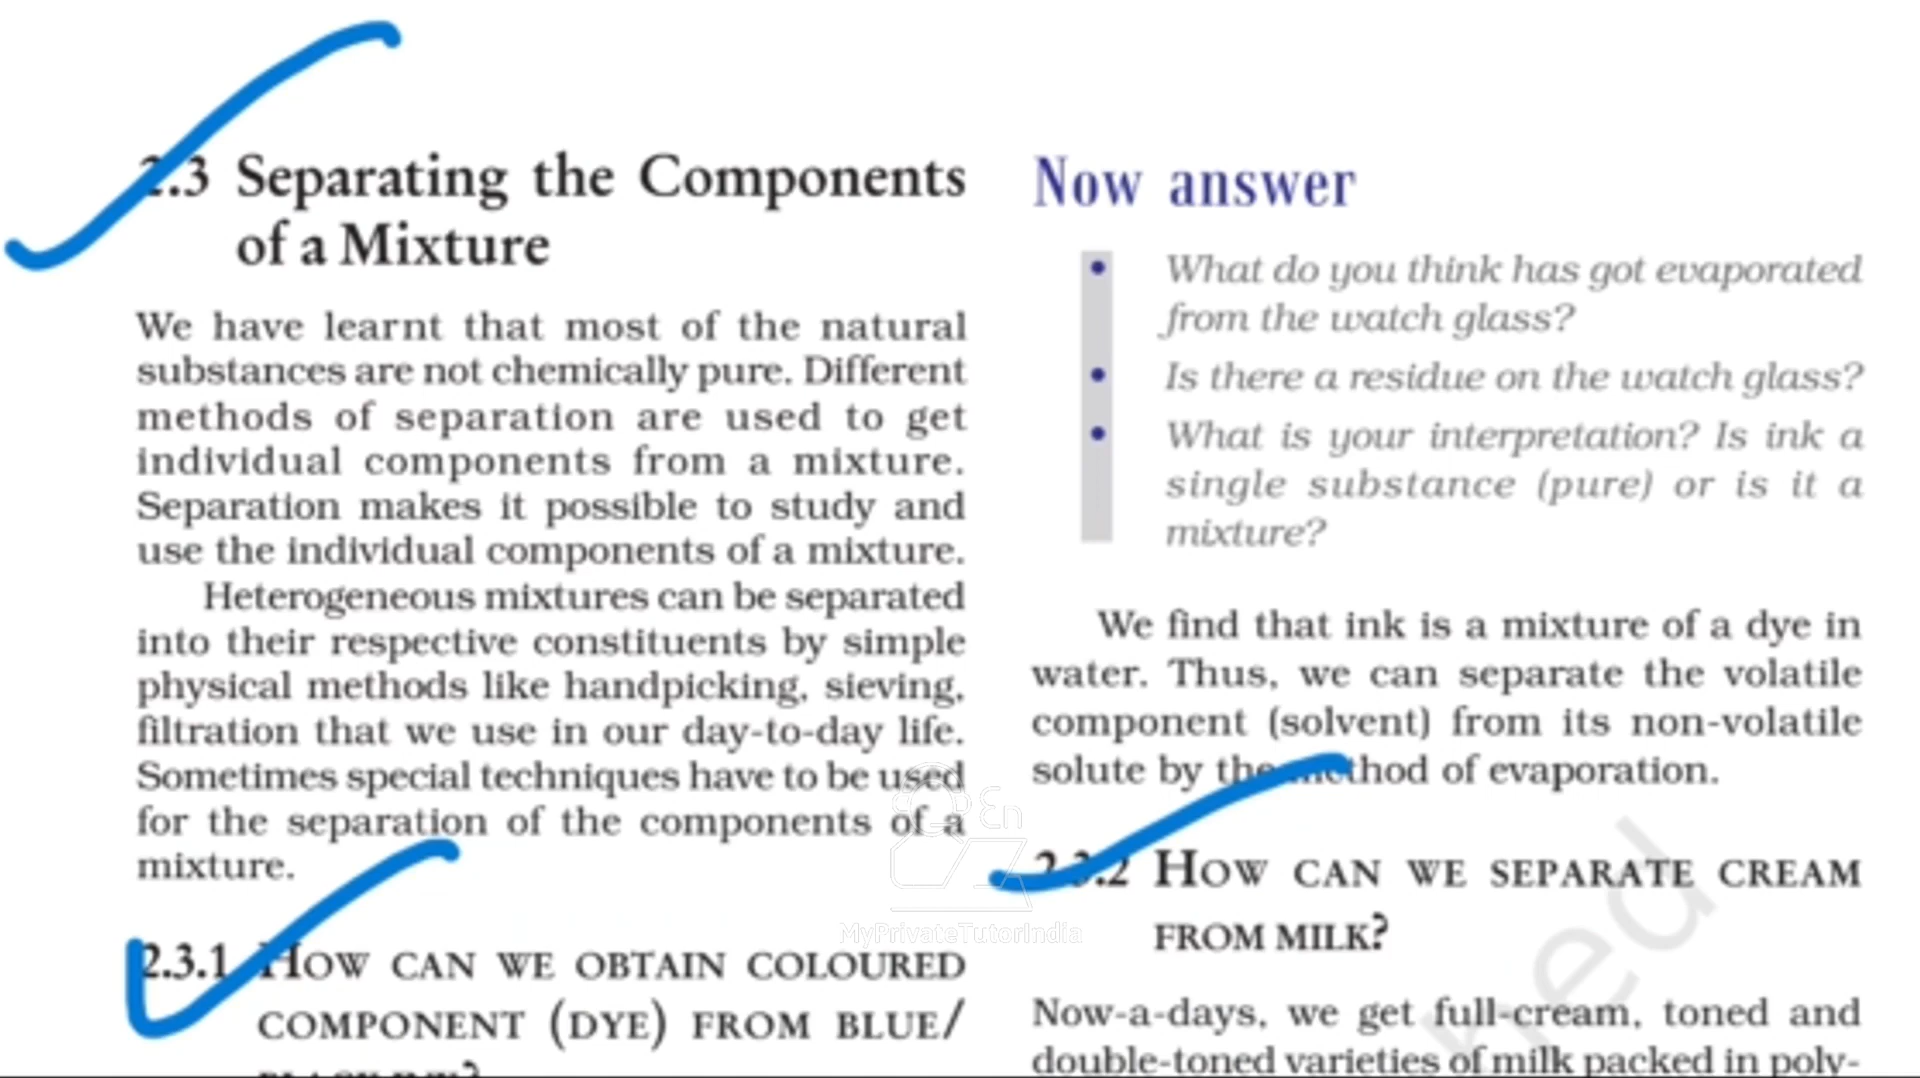 2.3 Separating the Components
of a Mixture
We have learnt that most of the natural
substances are not chemically pure. Different
methods of separation are used to get
individual components from a mixture.
Separation makes it possible to study and
use the individual components of a mixture.
Heterogeneous mixtures can be separated
into their respective constituents by simple
physical methods like handpicking, sieving,
filtration that we use in our day-to-day life.
Sometimes special techniques have to be used
for the separation of the components of a
mixture.
2.3.1 HOW CAN WE OBTAIN COLOURED
COMPONENT (DYE) FROM BLUE/
Now answer
• What do you think has got evaporated
from the watch glass?
• Is there a residue on the watch glass?
• What is your interpretation? Is ink a
single substance (pure) or is it a
mixture?
We find that ink is a mixture of a dye in
water. Thus, we can separate the volatile
component (solvent) from its non-volatile
solute by the method of evaporation.
2.3.2 HOW CAN WE SEPARATE CREAM
FROM MILK?
Now-a-days, we get full-cream, toned and
double-toned varieties of milk packed in poly-
MyPrivateTutorIndia